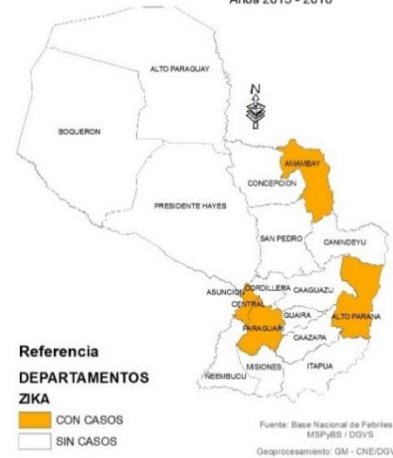 Años 2015 - 2016
ALTO PARAGUAY
N
BOQUERON
AMAMBAY
CONCEPCION
PRESIDENTE HAYES
SAN PEDRO
CANINDEYU
ASUNCION
CORDILLERA
CAAGUAZU
CENTRAL
GUAIRA
ALTO PARANA
PARAGUARI
CAAZAPA
MISIONES
ITAPUA
ÑEEMBUCU
Referencia
DEPARTAMENTOS
ZIKA
CON CASOS
SIN CASOS
Fuente: Base Nacional de Febriles
MSPyBS / DGVS
Geoprocesamiento: GM - CNE/DGV